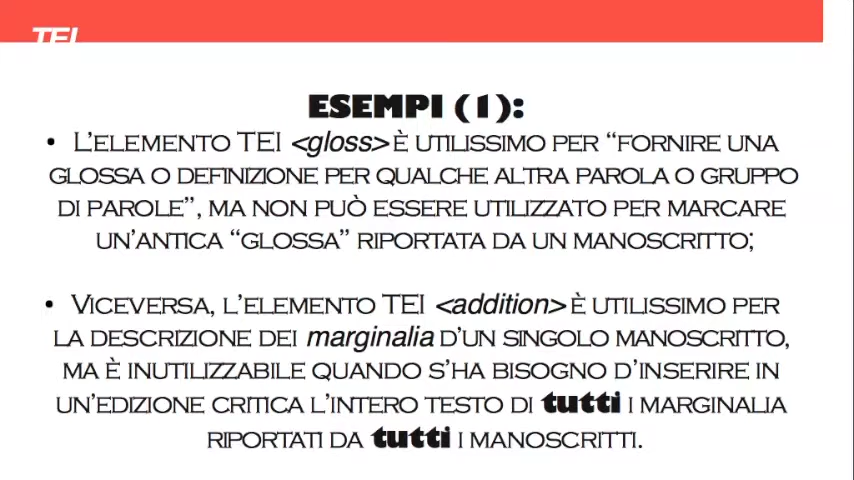 TEI
ESEMPI (1):
• L'ELEMENTO TEI <gloss> È UTILISSIMO PER “FORNIRE UNA
GLOSSA O DEFINIZIONE PER QUALCHE ALTRA PAROLA O GRUPPO
DI PAROLE”, MA NON PUÒ ESSERE UTILIZZATO PER MARCARE
UN'ANTICA “GLOSSA” RIPORTATA DA UN MANOSCRITTO;
• VICEVERSA, L'ELEMENTO TEI <addition> È UTILISSIMO PER
LA DESCRIZIONE DEI marginalia D'UN SINGOLO MANOSCRITTO,
MA È INUTILIZZABILE QUANDO S'HA BISOGNO D'INSERIRE IN
UN'EDIZIONE CRITICA L'INTERO TESTO DI tutti I MARGINALIA
RIPORTATI DA tutti I MANOSCRITTI.